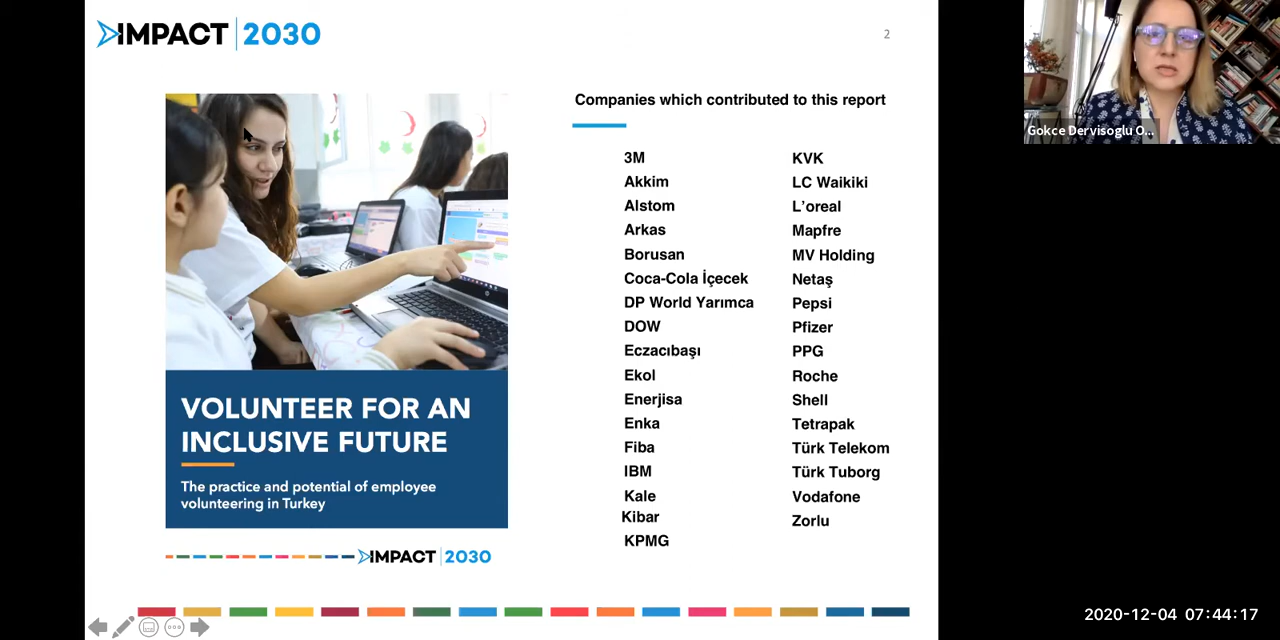 IMPACT 2030
2
Companies which contributed to this report
3M
Akkim
Alstom
Arkas
Borusan
Coca-Cola İçecek
DP World Yarımca
DOW
Eczacıbaşı
Ekol
Enerjisa
Enka
Fiba
IBM
Kale
Kibar
KPMG
KVK
LC Waikiki
L'oreal
Mapfre
MV Holding
Netaş
Pepsi
Pfizer
PPG
Roche
Shell
Tetrapak
Türk Telekom
Türk Tuborg
Vodafone
Zorlu
VOLUNTEER FOR AN
INCLUSIVE FUTURE
The practice and potential of employee
volunteering in Turkey
IMPACT 2030
Gokce Dervisoglu O...
2020-12-04 07:44:17